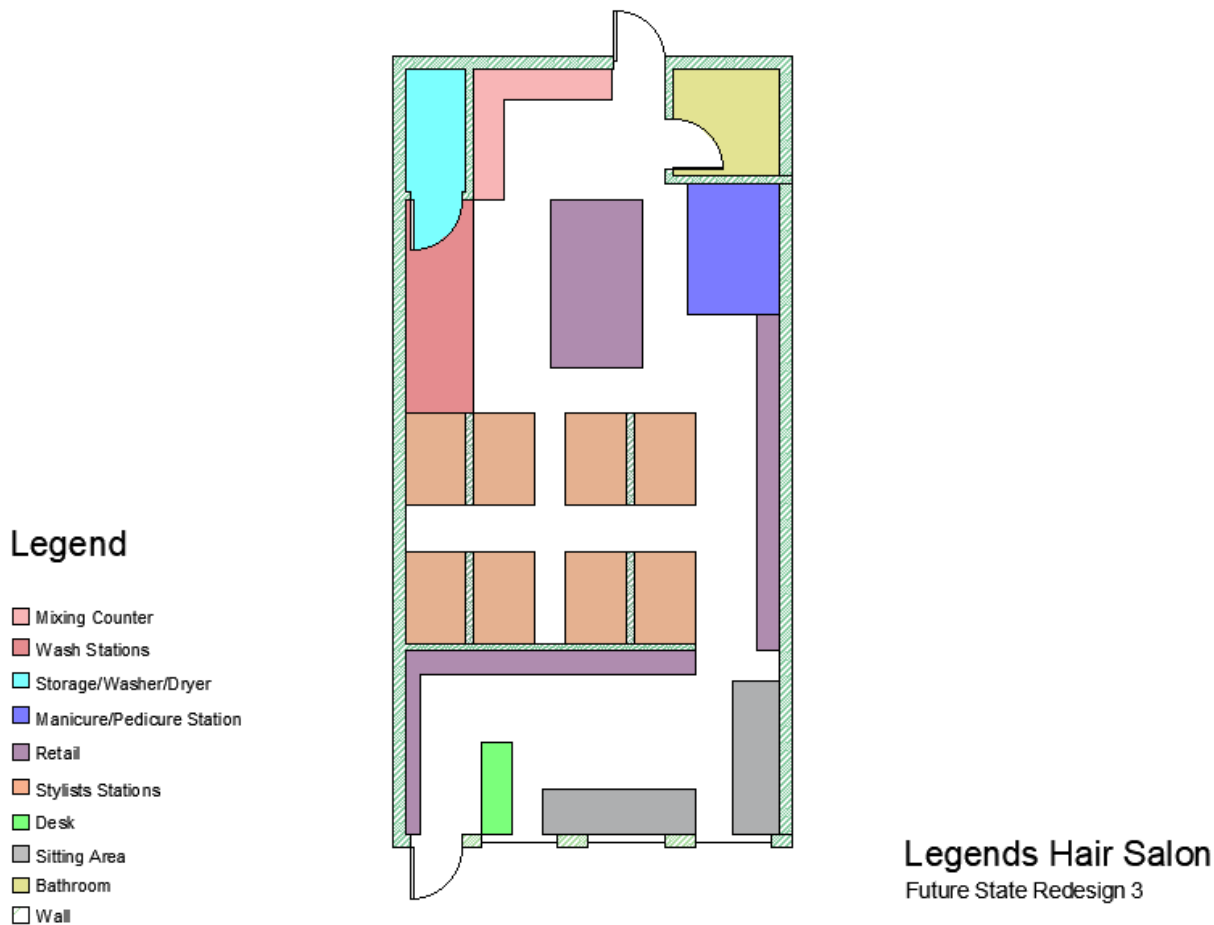 Legend
Mixing Counter
Wash Stations
Storage/Washer/Dryer
Manicure/Pedicure Station
Retail
Stylists Stations
Desk
Sitting Area
Bathroom
Wall
Legends Hair Salon
Future State Redesign 3